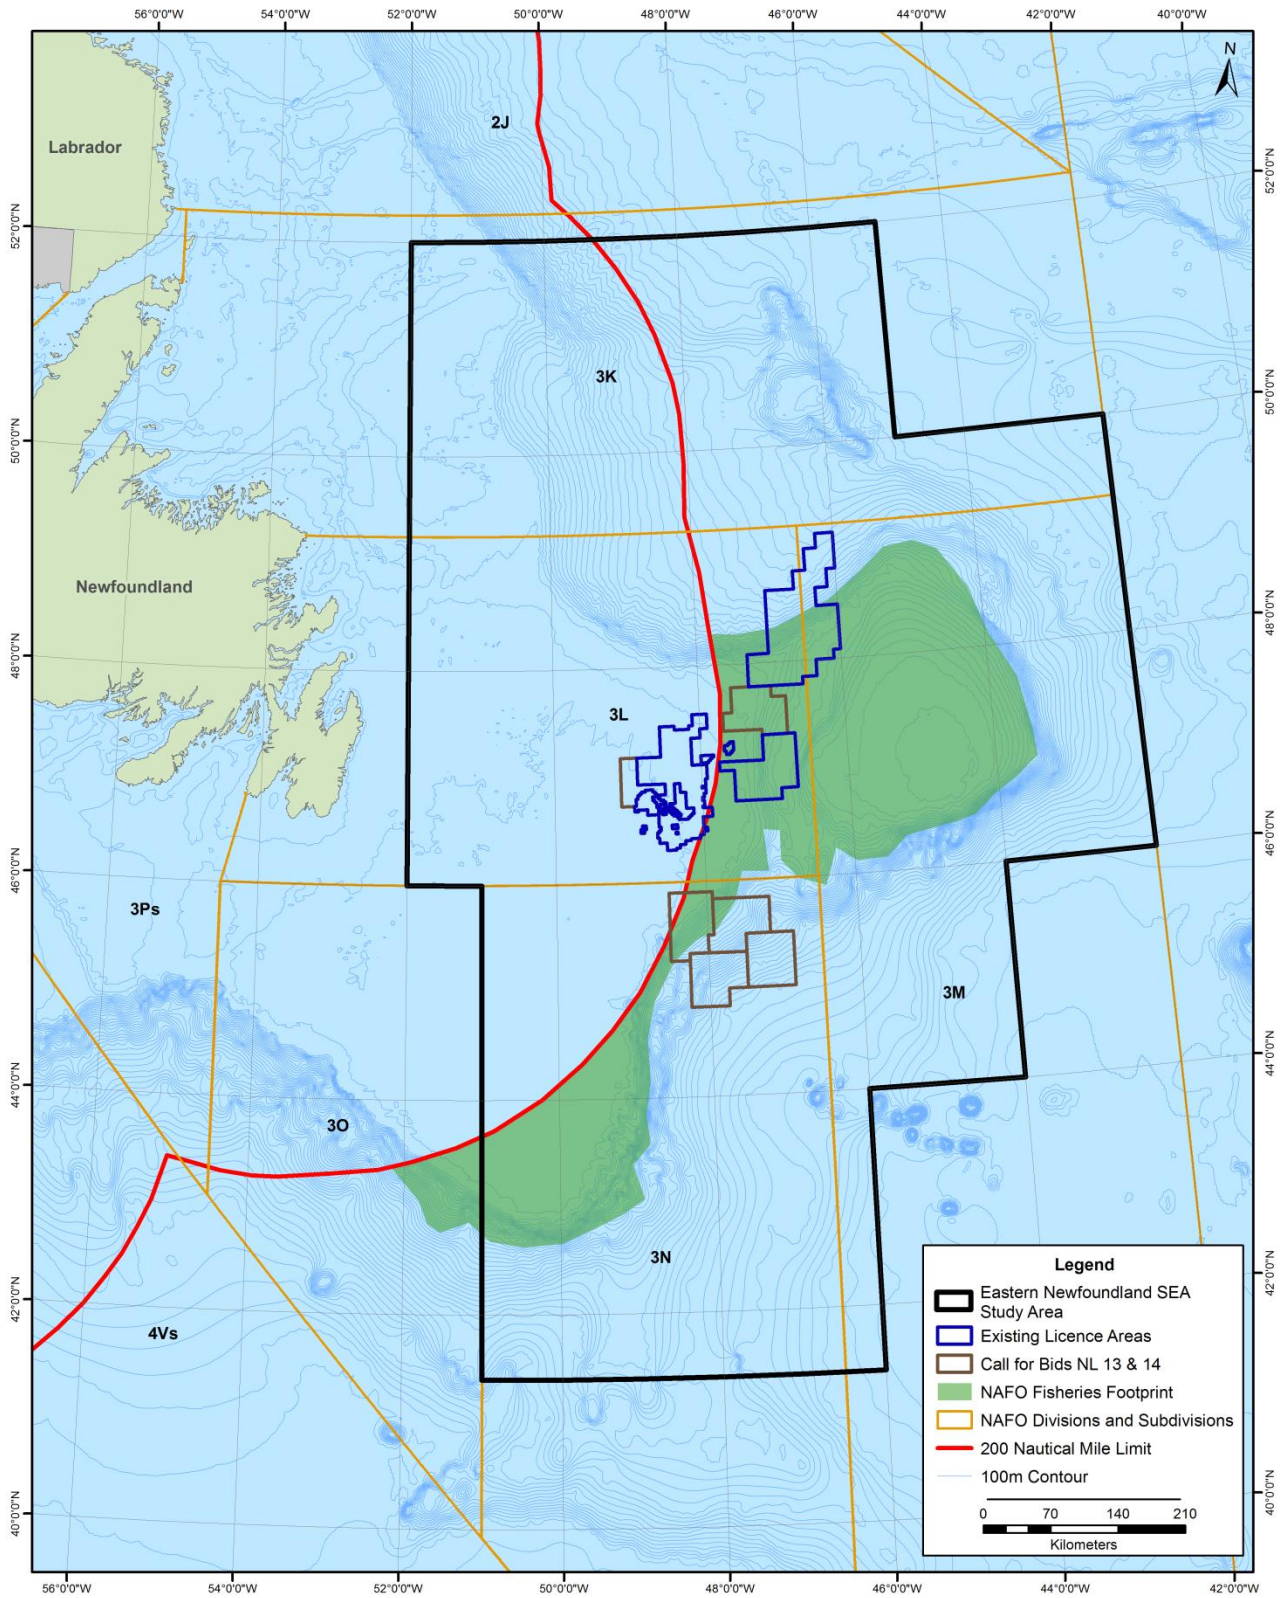 56°0'0"W 54°0'0"W 52°0'0"W 50°0'0"W 48°0'0"W 46°0'0"W 44°0'0"W 42°0'0"W 40°0'0"W
N
2J
Labrador
52°0'0"N
52°0'0"N
3K
50°0'0"N
50°0'0"N
Newfoundland
48°0'0"N
48°0'0"N
3L
46°0'0"N
46°0'0"N
3Ps
3M
44°0'0"N
44°0'0"N
3O
3N
42°0'0"N
42°0'0"N
4Vs
40°0'0"N
40°0'0"N
Legend
Eastern Newfoundland SEA
Study Area
Existing Licence Areas
Call for Bids NL 13 & 14
NAFO Fisheries Footprint
NAFO Divisions and Subdivisions
200 Nautical Mile Limit
100m Contour
0 70 140 210
Kilometers
56°0'0"W 54°0'0"W 52°0'0"W 50°0'0"W 48°0'0"W 46°0'0"W 44°0'0"W 42°0'0"W